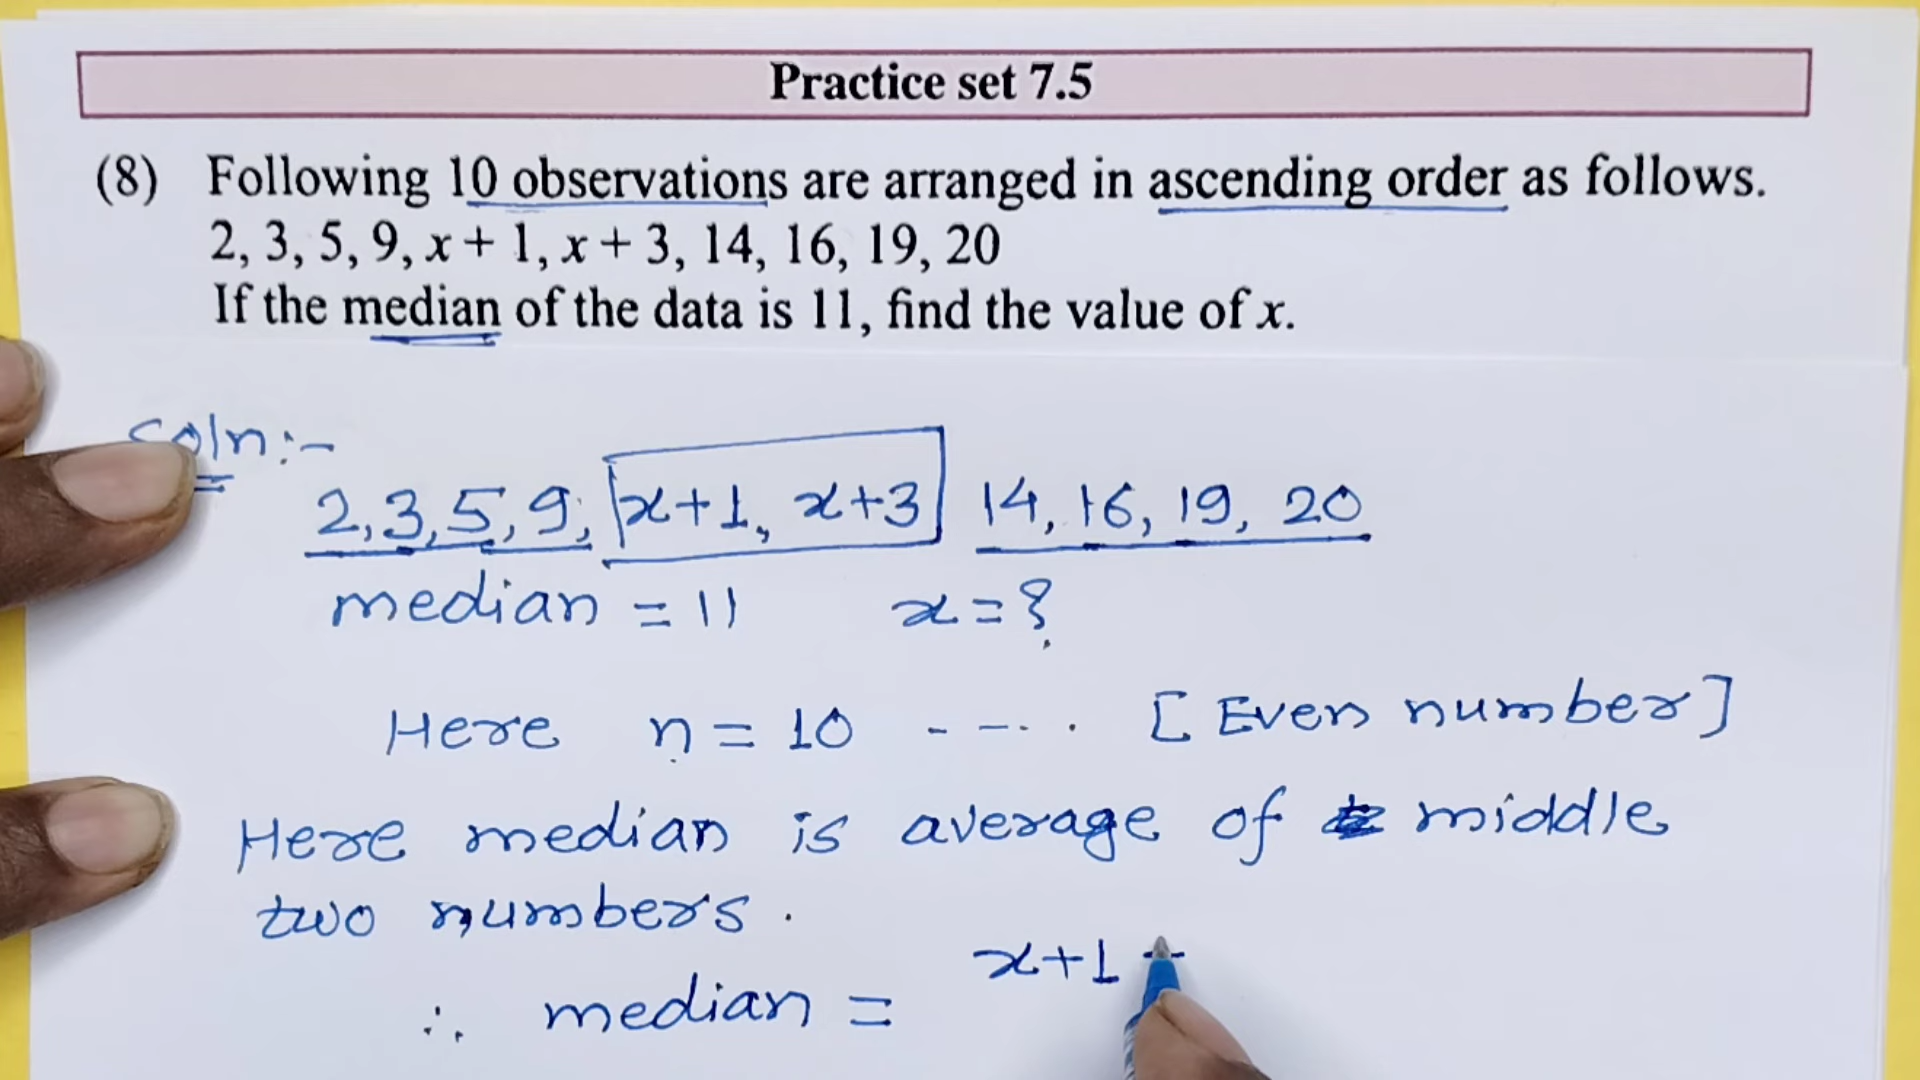 Practice set 7.5
(8) Following 10 observations are arranged in ascending order as follows.
2, 3, 5, 9, x + 1, x + 3, 14, 16, 19, 20
If the median of the data is 11, find the value of x.
Soln:-
2, 3, 5, 9, x+1, x+3 14, 16, 19, 20
median = 11 x = ?
Here n = 10 ---- [Even number]
Here median is average of middle
two numbers.
x+1 +
∴ median =